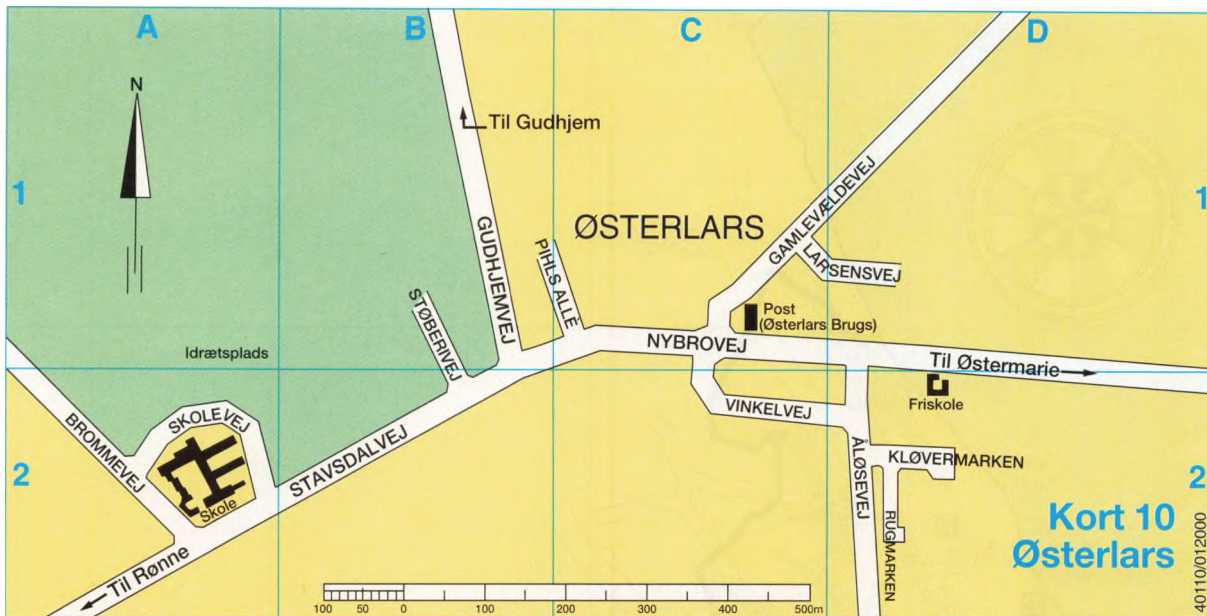 A
B
C
D
N
Til Gudhjem
1
1
GUDHJEMVEJ
PIHLS ALLÉ
ØSTERLARS
GAMLEVÆLDEVEJ
LARSENSVEJ
STØBERIVEJ
Post
(Østerlars Brugs)
Idrætsplads
NYBROVEJ
Til Østermarie
Friskole
BROMMEVEJ
SKOLEVEJ
VINKELVEJ
STAVSDALVEJ
ÅLØSEVEJ
KLØVERMARKEN
2
2
Skole
RUGMARKEN
Kort 10
Østerlars
40110/012000
Til Rønne
100 50 0 100 200 300 400 500m